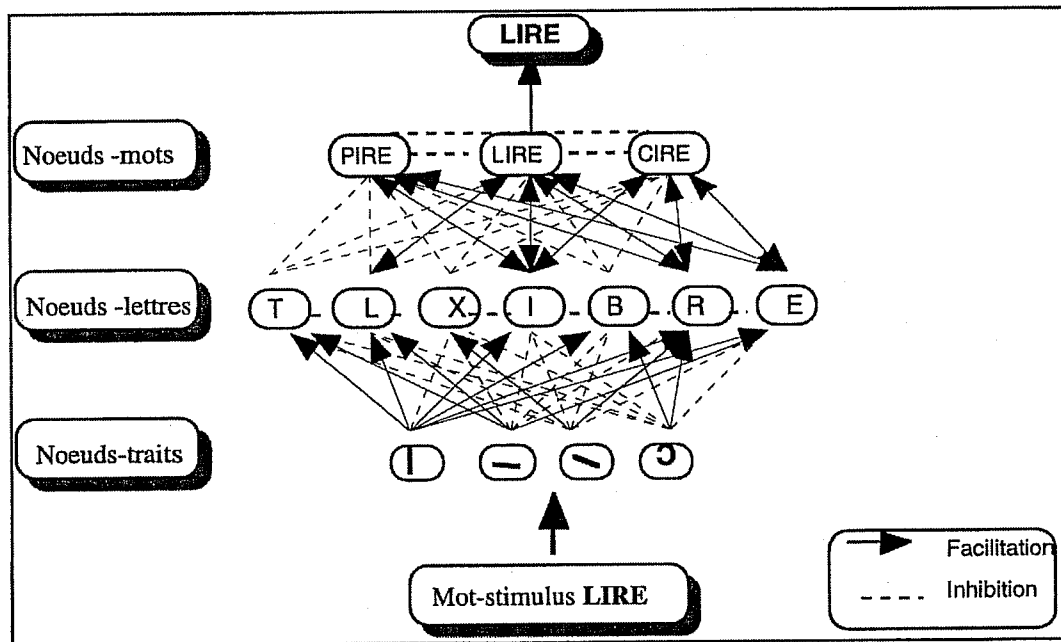 LIRE
Noeuds -mots
PIRE LIRE CIRE
Noeuds -lettres
T L X I B R E
Noeuds-traits
Mot-stimulus LIRE
Facilitation
Inhibition